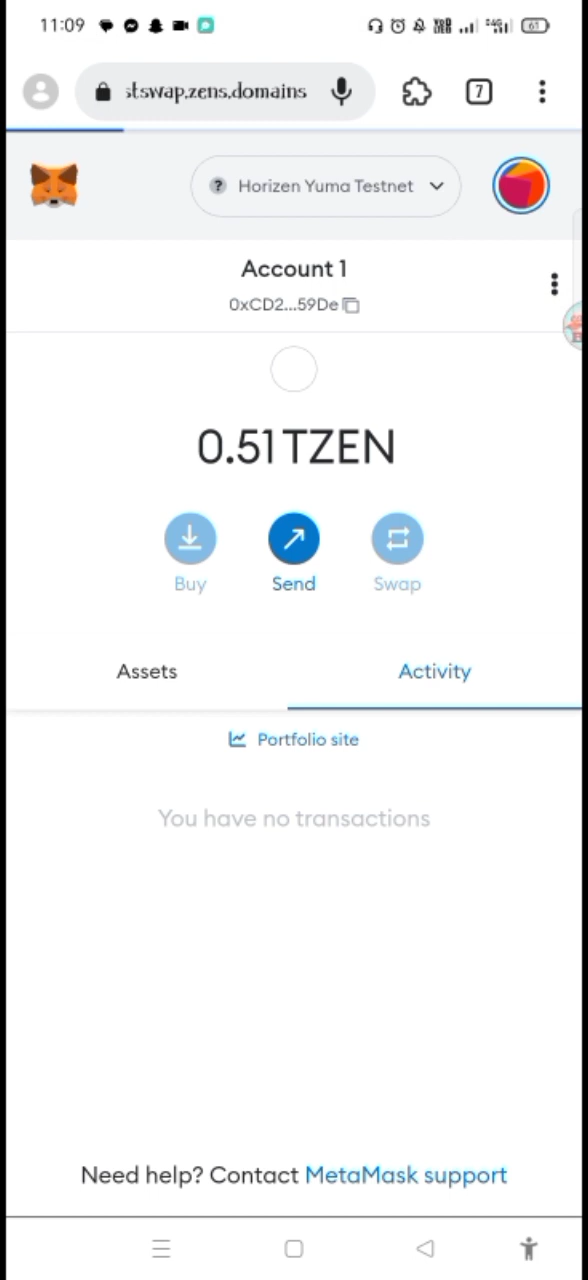 11:09
61
stswap.zens.domains
7
? Horizen Yuma Testnet
Account 1
0xCD2...59De
0.51 TZEN
Buy Send Swap
Assets Activity
Portfolio site
You have no transactions
Need help? Contact MetaMask support